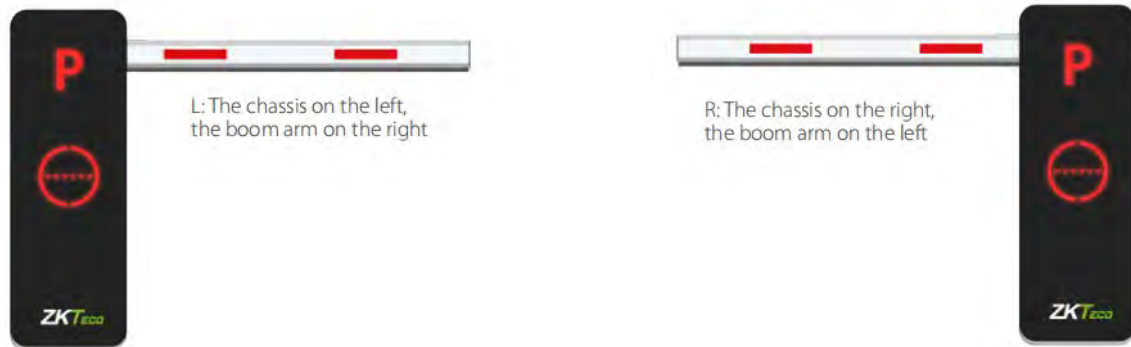 P
L: The chassis on the left,
the boom arm on the right
ZKTeco
P
R: The chassis on the right,
the boom arm on the left
ZKTeco